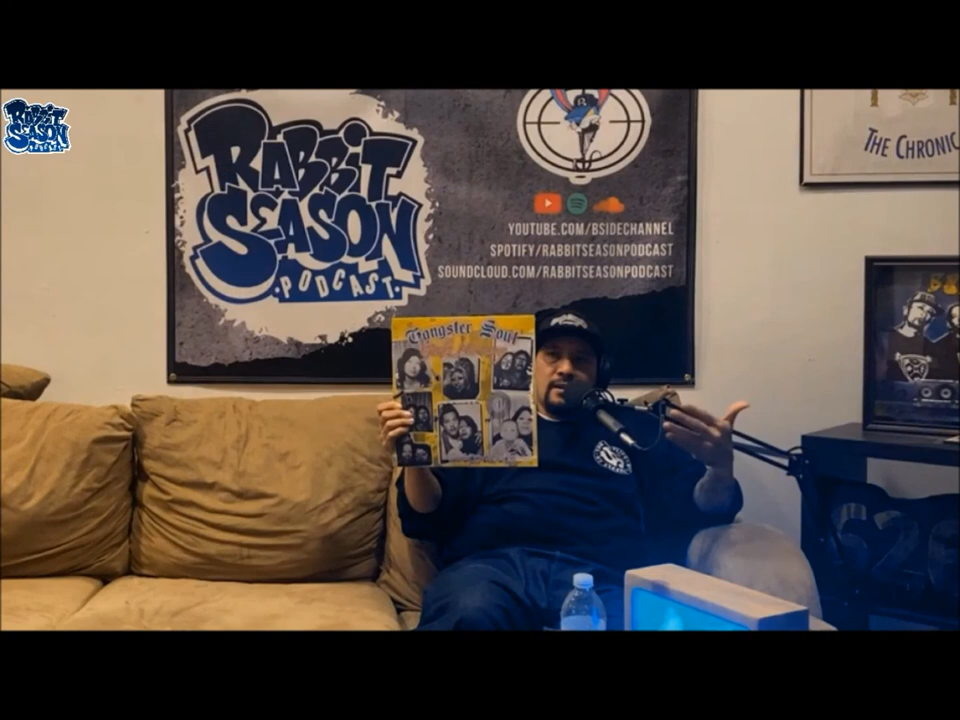 RABBIT
SEASON
RABBIT
SEASON
PODCAST
YOUTUBE.COM/BSIDECHANNEL
SPOTIFY/RABBITSEASONPODCAST
SOUNDCLOUD.COM/RABBITSEASONPODCAST
THE CHRONIC
Gangster Soul